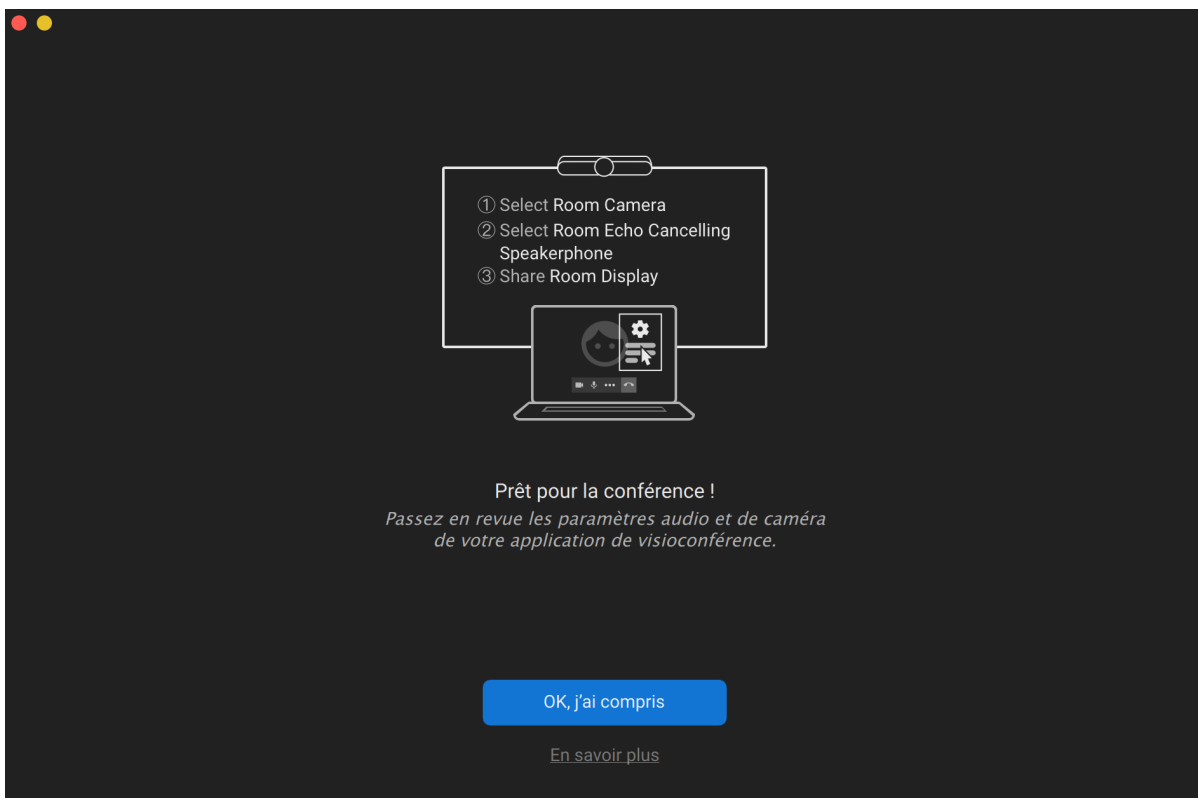 ① Select Room Camera
② Select Room Echo Cancelling
Speakerphone
③ Share Room Display
Prêt pour la conférence !
Passez en revue les paramètres audio et de caméra
de votre application de visioconférence.
OK, j’ai compris
En savoir plus